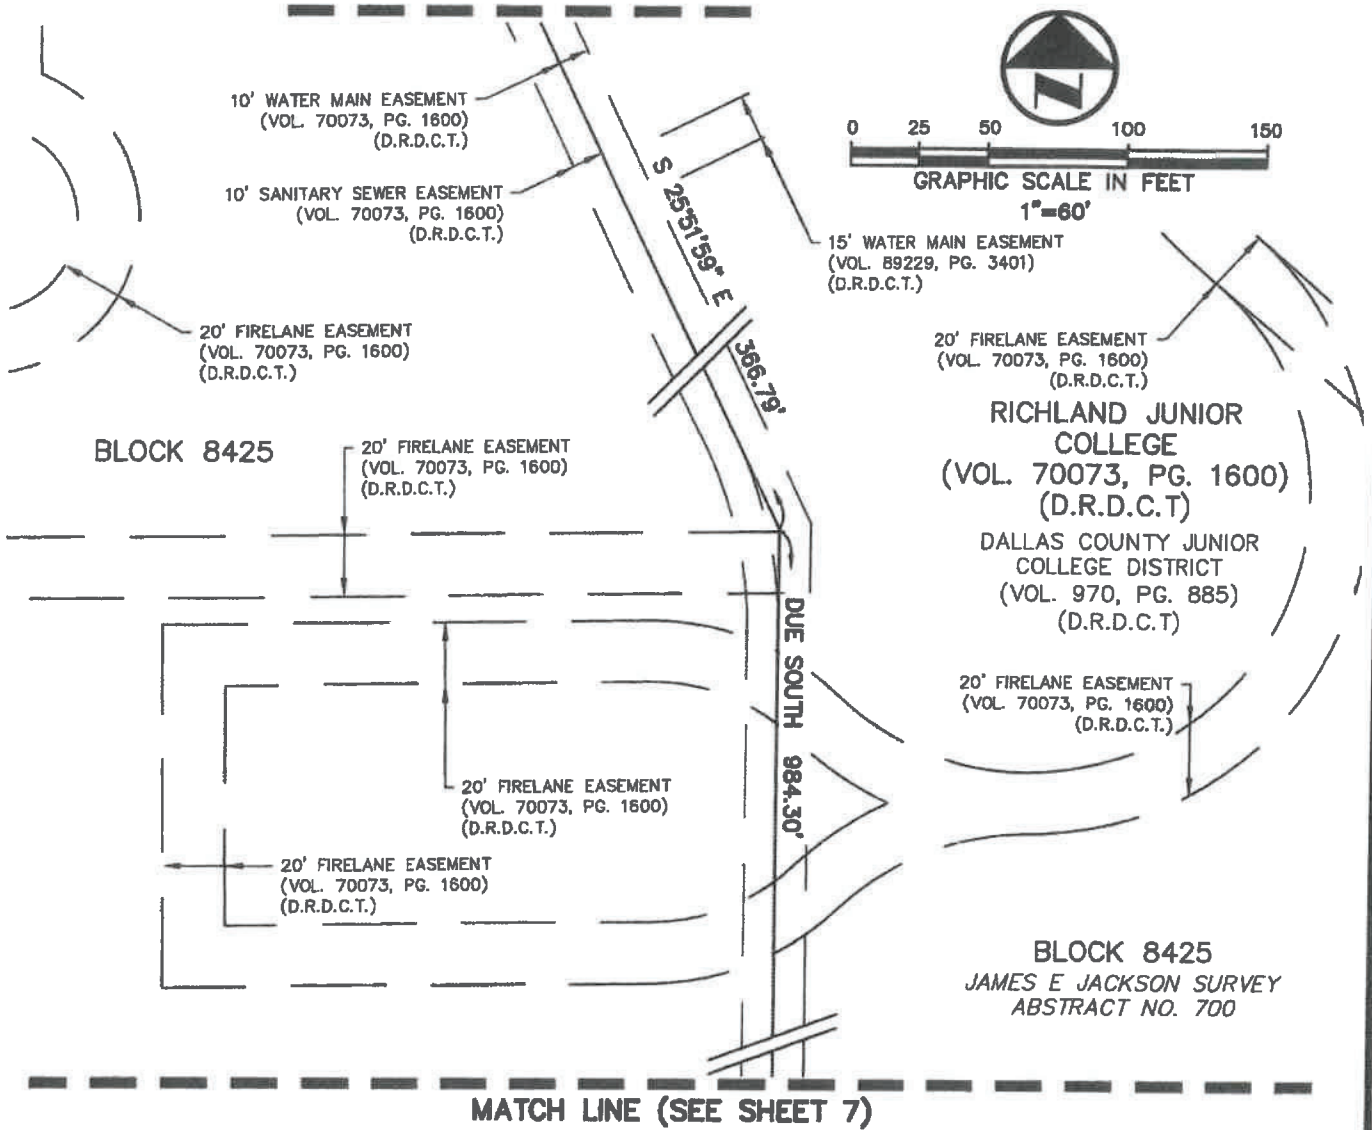 10' WATER MAIN EASEMENT
(VOL. 70073, PG. 1600)
(D.R.D.C.T.)
10' SANITARY SEWER EASEMENT
(VOL. 70073, PG. 1600)
(D.R.D.C.T.)
S 25°51'59" E
366.79'
N
0 25 50 100 150
GRAPHIC SCALE IN FEET
1"=60'
15' WATER MAIN EASEMENT
(VOL. 89229, PG. 3401)
(D.R.D.C.T.)
20' FIRELANE EASEMENT
(VOL. 70073, PG. 1600)
(D.R.D.C.T.)
20' FIRELANE EASEMENT
(VOL. 70073, PG. 1600)
(D.R.D.C.T.)
BLOCK 8425
20' FIRELANE EASEMENT
(VOL. 70073, PG. 1600)
(D.R.D.C.T.)
RICHLAND JUNIOR
COLLEGE
(VOL. 70073, PG. 1600)
(D.R.D.C.T)
DALLAS COUNTY JUNIOR
COLLEGE DISTRICT
(VOL. 970, PG. 885)
(D.R.D.C.T)
DUE SOUTH 984.30'
20' FIRELANE EASEMENT
(VOL. 70073, PG. 1600)
(D.R.D.C.T.)
20' FIRELANE EASEMENT
(VOL. 70073, PG. 1600)
(D.R.D.C.T.)
20' FIRELANE EASEMENT
(VOL. 70073, PG. 1600)
(D.R.D.C.T.)
BLOCK 8425
JAMES E JACKSON SURVEY
ABSTRACT NO. 700
MATCH LINE (SEE SHEET 7)